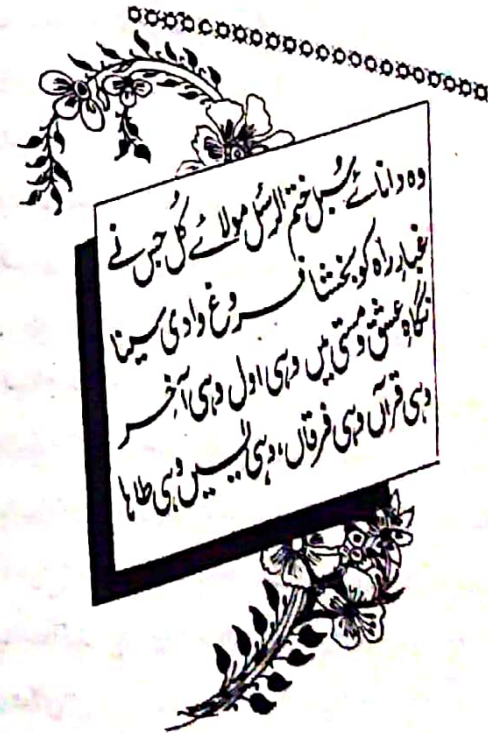 وہ دانائے سُبل ختم الرسُل مولائے کُل جس نے
غبارِ راہ کو بخشا فروغ وادی سینا
نگاہِ عشق و مستی میں وہی اول وہی آخر
وہی قرآں وہی فرقاں، وہی یٰسیں وہی طاہا